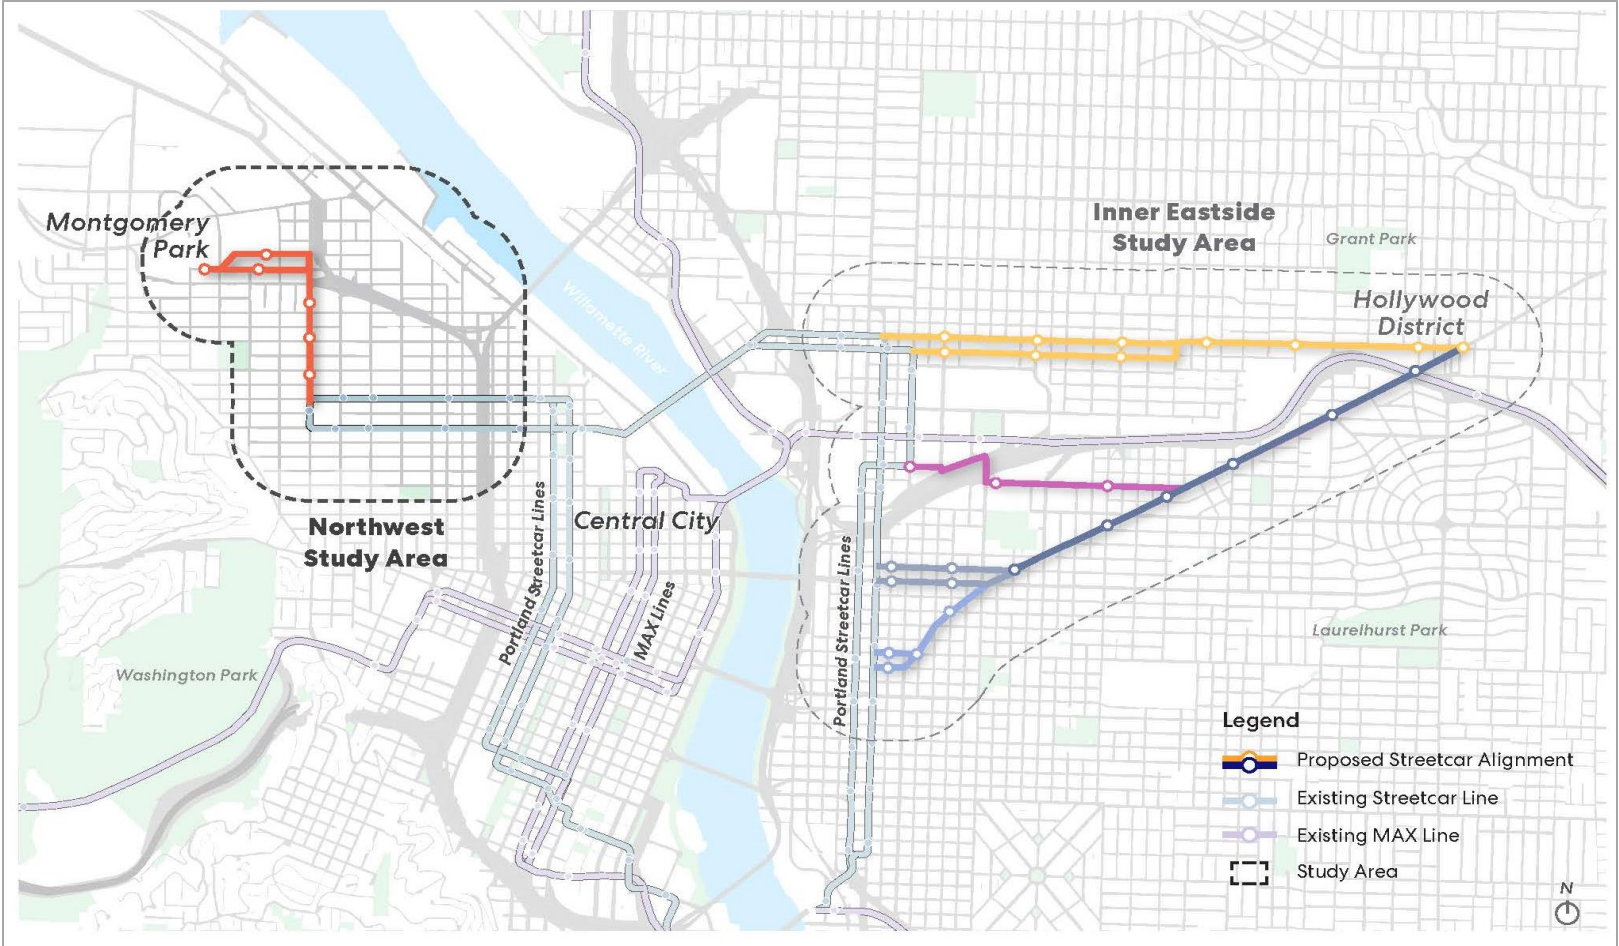 Montgomery
Park
Inner Eastside
Study Area
Grant Park
Hollywood
District
Willamette River
Northwest
Study Area
Central City
Portland Streetcar Lines
MAX Lines
Portland Streetcar Lines
Washington Park
Laurelhurst Park
Legend
Proposed Streetcar Alignment
Existing Streetcar Line
Existing MAX Line
Study Area
N